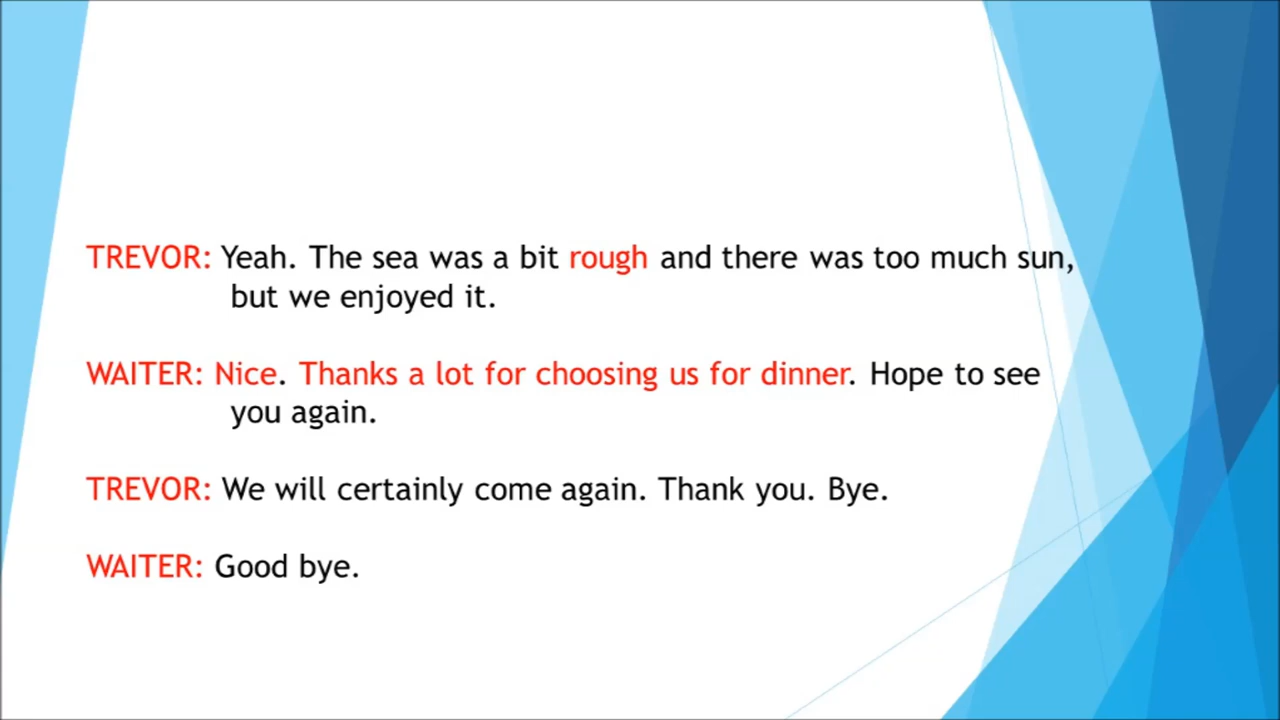 TREVOR: Yeah. The sea was a bit rough and there was too much sun,
but we enjoyed it.
WAITER: Nice. Thanks a lot for choosing us for dinner. Hope to see
you again.
TREVOR: We will certainly come again. Thank you. Bye.
WAITER: Good bye.